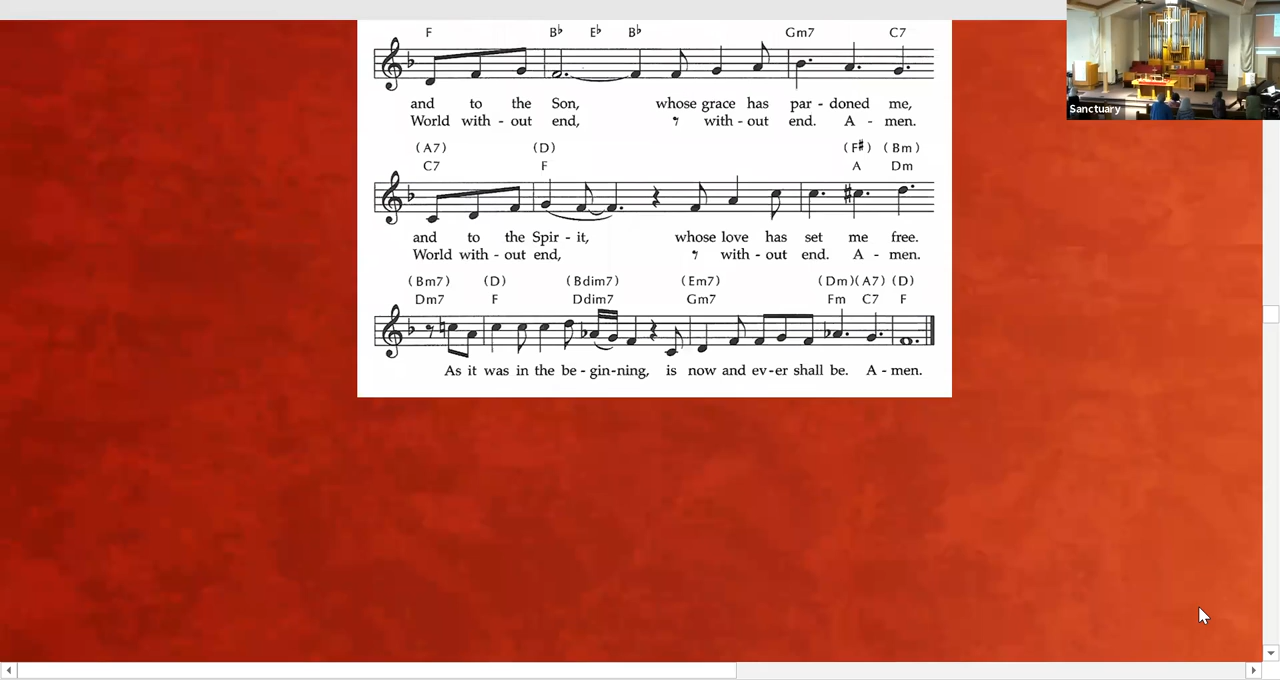 F B♭ E♭ B♭ Gm7 C7
and to the Son, whose grace has par - doned me,
World with - out end, with - out end. A - men.
(A7) (D) (F♯) (Bm)
C7 F A Dm
and to the Spir - it, whose love has set me free.
World with - out end, with - out end. A - men.
(Bm7) (D) (Bdim7) (Em7) (Dm) (A7) (D)
Dm7 F Ddim7 Gm7 Fm C7 F
As it was in the be - gin-ning, is now and ev-er shall be. A - men.
Sanctuary